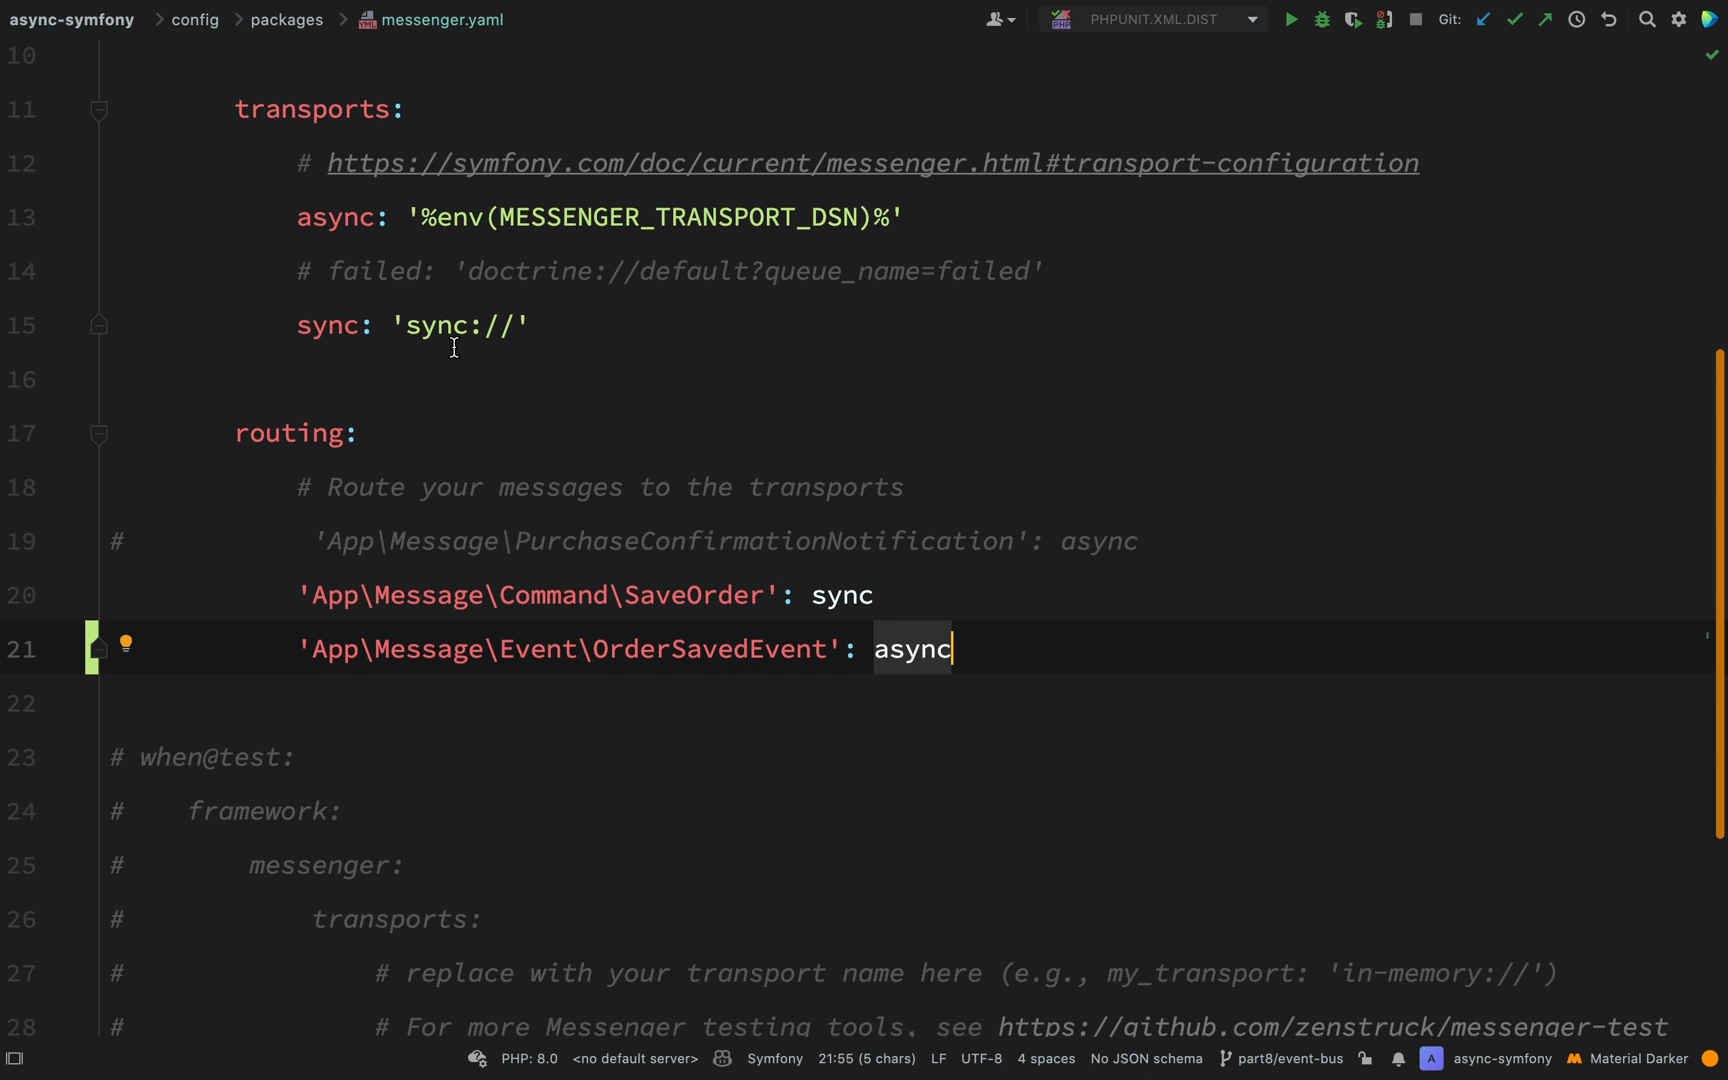 async-symfony > config > packages > messenger.yaml PHPUNIT.XML.DIST Git:
10
11 transports:
12 # https://symfony.com/doc/current/messenger.html#transport-configuration
13 async: '%env(MESSENGER_TRANSPORT_DSN)%'
14 # failed: 'doctrine://default?queue_name=failed'
15 sync: 'sync://'
16
17 routing:
18 # Route your messages to the transports
19 # 'App\Message\PurchaseConfirmationNotification': async
20 'App\Message\Command\SaveOrder': sync
21 'App\Message\Event\OrderSavedEvent': async
22
23 # when@test:
24 # framework:
25 # messenger:
26 # transports:
27 # # replace with your transport name here (e.g., my_transport: 'in-memory://')
28 # # For more Messenger testing tools, see https://github.com/zenstruck/messenger-test
PHP: 8.0 <no default server> Symfony 21:55 (5 chars) LF UTF-8 4 spaces No JSON schema part8/event-bus A async-symfony Material Darker